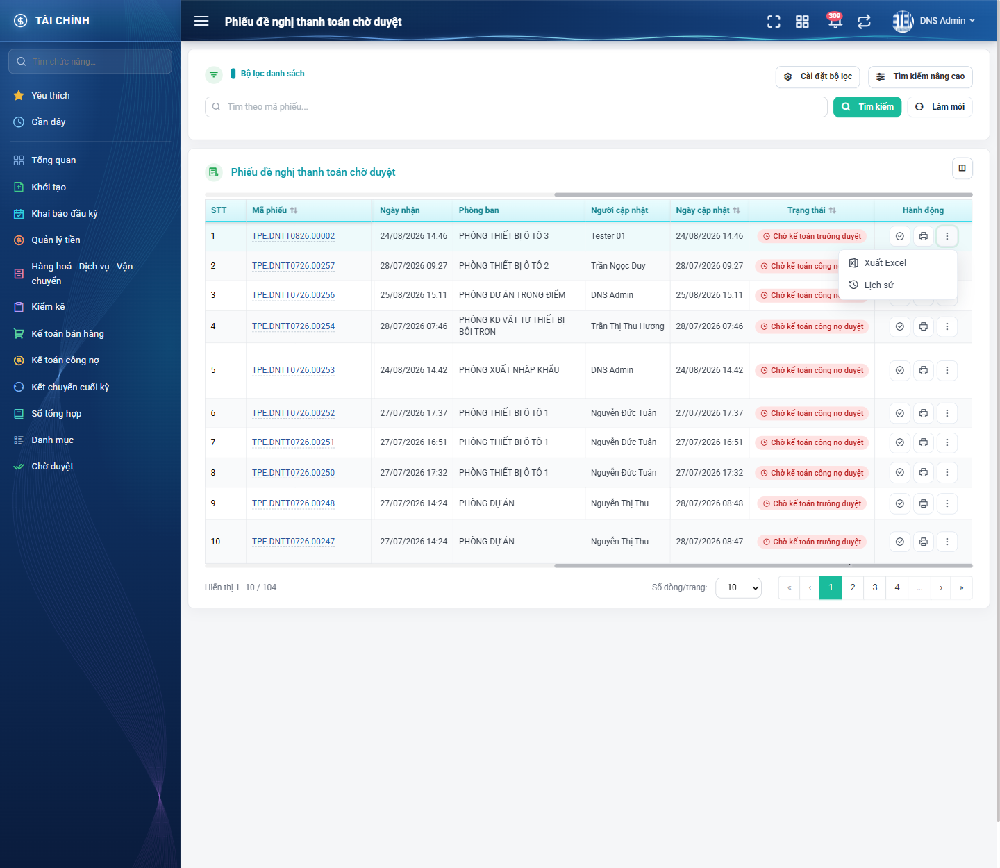 TÀI CHÍNH
Phiếu đề nghị thanh toán chờ duyệt
309
DNS Admin
Tìm chức năng...
Yêu thích
Gần đây
Tổng quan
Khởi tạo
Khai báo đầu kỳ
Quản lý tiền
Hàng hoá - Dịch vụ - Vận
chuyển
Kiểm kê
Kế toán bán hàng
Kế toán công nợ
Kết chuyển cuối kỳ
Sổ tổng hợp
Danh mục
Chờ duyệt
Bộ lọc danh sách
Cài đặt bộ lọc
Tìm kiếm nâng cao
Tìm theo mã phiếu...
Tìm kiếm
Làm mới
Phiếu đề nghị thanh toán chờ duyệt
STT Mã phiếu Ngày nhận Phòng ban Người cập nhật Ngày cập nhật Trạng thái Hành động
1 TPE.DNTT0826.00002 24/08/2026 14:46 PHÒNG THIẾT BỊ Ô TÔ 3 Tester 01 24/08/2026 14:46 Chờ kế toán trưởng duyệt
Xuất Excel
Lịch sử
2 TPE.DNTT0726.00257 28/07/2026 09:27 PHÒNG THIẾT BỊ Ô TÔ 2 Trần Ngọc Duy 28/07/2026 09:27 Chờ kế toán công
3 TPE.DNTT0726.00256 25/08/2026 15:11 PHÒNG DỰ ÁN TRỌNG ĐIỂM DNS Admin 25/08/2026 15:11 Chờ kế toán công
4 TPE.DNTT0726.00254 28/07/2026 07:46 PHÒNG KD VẬT TƯ THIẾT BỊ
BÔI TRƠN Trần Thị Thu Hương 28/07/2026 07:46 Chờ kế toán công nợ duyệt
5 TPE.DNTT0726.00253 24/08/2026 14:42 PHÒNG XUẤT NHẬP KHẨU DNS Admin 24/08/2026 14:42 Chờ kế toán công nợ duyệt
6 TPE.DNTT0726.00252 27/07/2026 17:37 PHÒNG THIẾT BỊ Ô TÔ 1 Nguyễn Đức Tuân 27/07/2026 17:37 Chờ kế toán công nợ duyệt
7 TPE.DNTT0726.00251 27/07/2026 16:51 PHÒNG THIẾT BỊ Ô TÔ 1 Nguyễn Đức Tuân 27/07/2026 16:51 Chờ kế toán công nợ duyệt
8 TPE.DNTT0726.00250 27/07/2026 17:32 PHÒNG THIẾT BỊ Ô TÔ 1 Nguyễn Đức Tuân 27/07/2026 17:32 Chờ kế toán công nợ duyệt
9 TPE.DNTT0726.00248 27/07/2026 14:24 PHÒNG DỰ ÁN Nguyễn Thị Thu 28/07/2026 08:48 Chờ kế toán trưởng duyệt
10 TPE.DNTT0726.00247 27/07/2026 14:24 PHÒNG DỰ ÁN Nguyễn Thị Thu 28/07/2026 08:47 Chờ kế toán trưởng duyệt
Hiển thị 1–10 / 104
Số dòng/trang: 10
« ‹ 1 2 3 4 ... › »